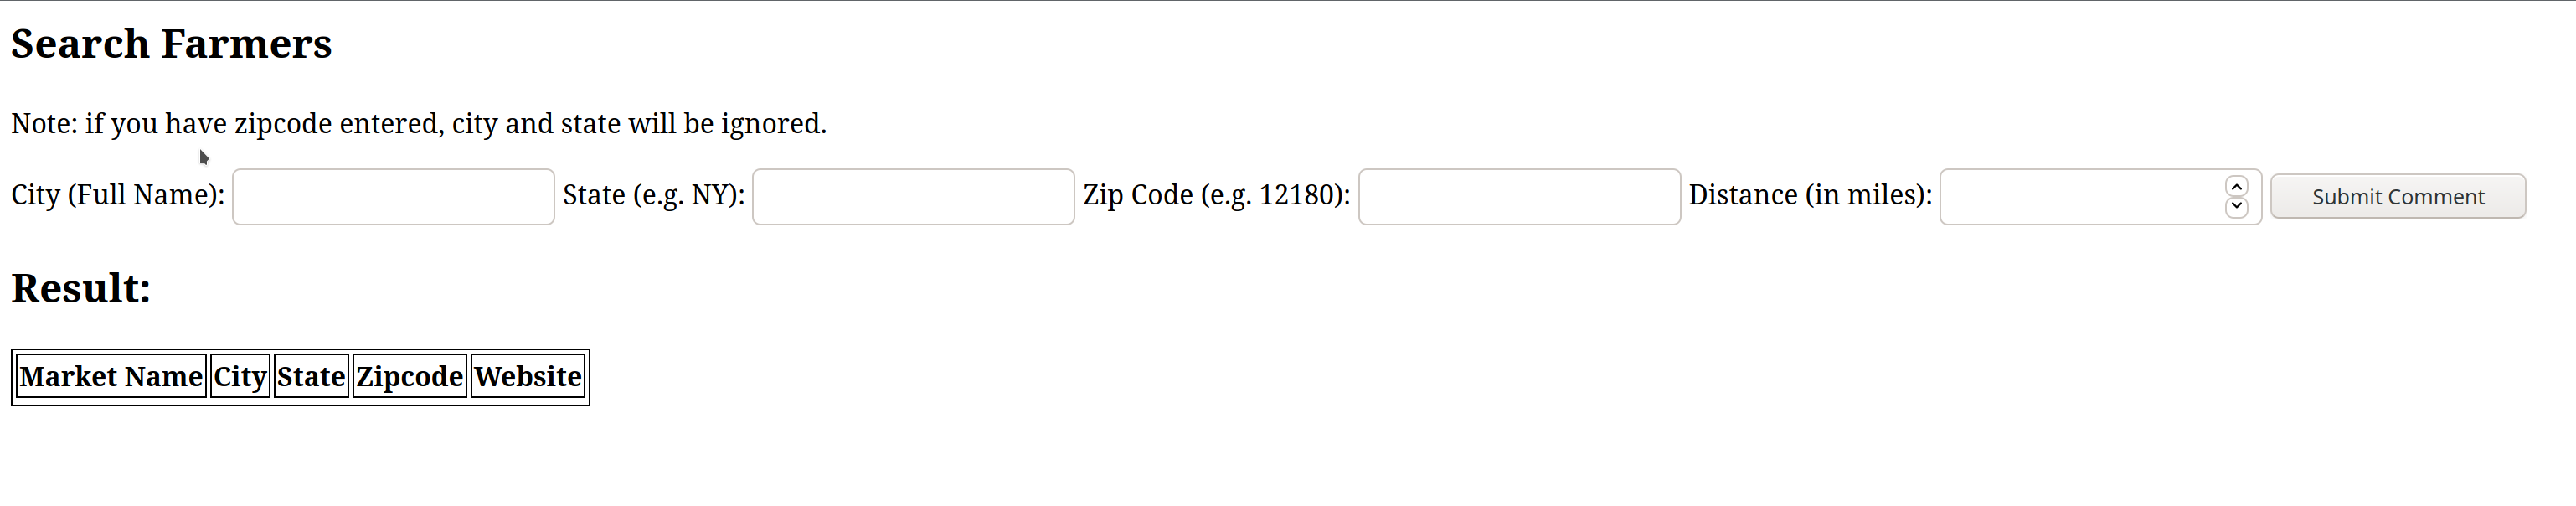 Search Farmers
Note: if you have zipcode entered, city and state will be ignored.
City (Full Name): State (e.g. NY): Zip Code (e.g. 12180): Distance (in miles): Submit Comment
Result:
Market Name City State Zipcode Website